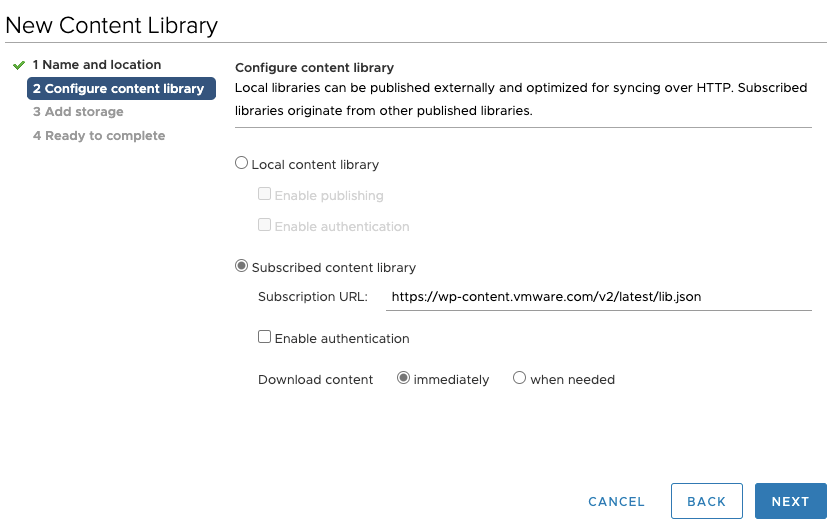 New Content Library
1 Name and location
2 Configure content library
3 Add storage
4 Ready to complete
Configure content library
Local libraries can be published externally and optimized for syncing over HTTP. Subscribed
libraries originate from other published libraries.
Local content library
Enable publishing
Enable authentication
Subscribed content library
Subscription URL: https://wp-content.vmware.com/v2/latest/lib.json
Enable authentication
Download content immediately when needed
CANCEL BACK NEXT